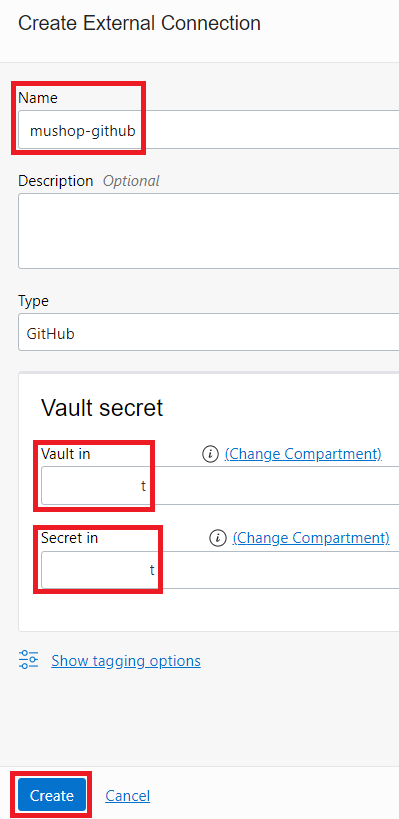 Create External Connection
Name
mushop-github
Description Optional
Type
GitHub
Vault secret
Vault in (Change Compartment)
t
Secret in (Change Compartment)
t
Show tagging options
Create Cancel